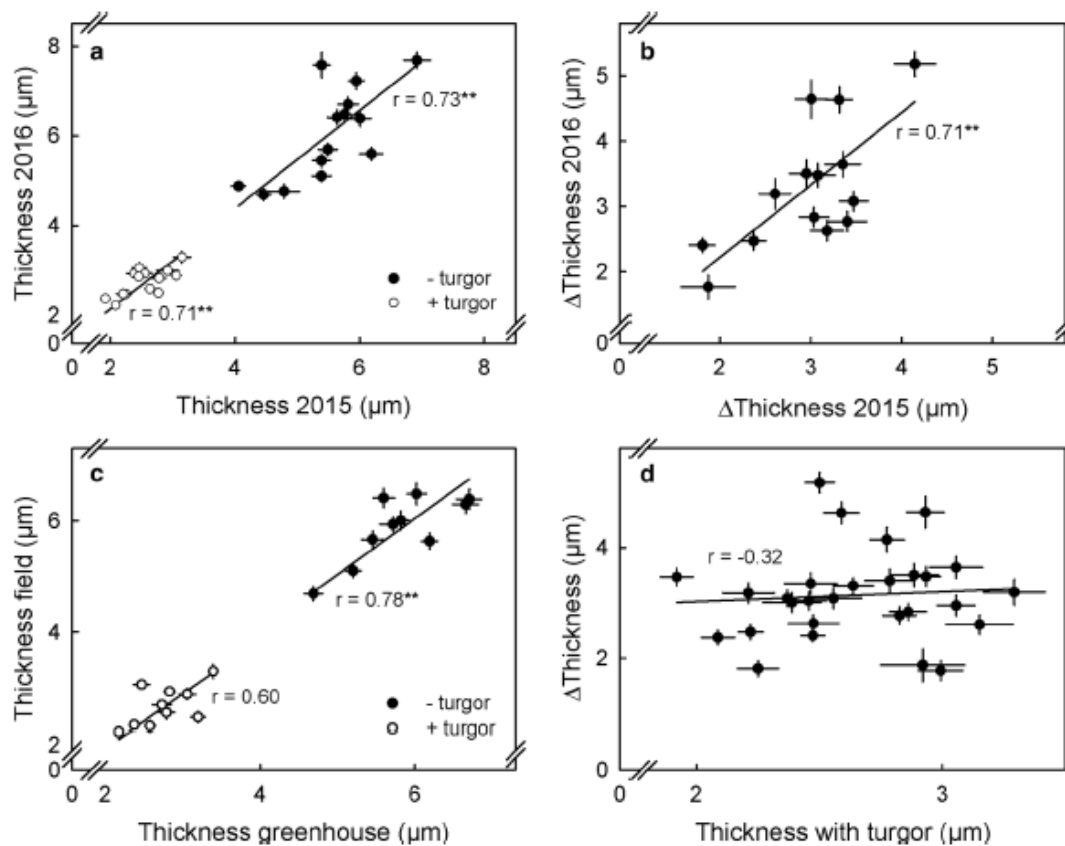 a
Thickness 2016 (µm)
8
6
4
2
0
r = 0.73**
r = 0.71**
- turgor
+ turgor
0 2 4 6 8
Thickness 2015 (µm)
b
ΔThickness 2016 (µm)
5
4
3
2
0
r = 0.71**
0 2 3 4 5
ΔThickness 2015 (µm)
c
Thickness field (µm)
6
4
2
0
r = 0.78**
r = 0.60
- turgor
+ turgor
0 2 4 6
Thickness greenhouse (µm)
d
ΔThickness (µm)
4
2
0
r = -0.32
0 2 3
Thickness with turgor (µm)